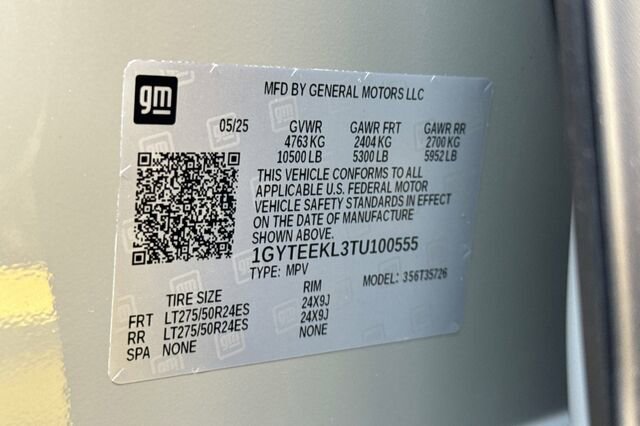 gm
MFD BY GENERAL MOTORS LLC
05/25 GVWR GAWR FRT GAWR RR
4763 KG 2404 KG 2700 KG
10500 LB 5300 LB 5952 LB
THIS VEHICLE CONFORMS TO ALL
APPLICABLE U.S. FEDERAL MOTOR
VEHICLE SAFETY STANDARDS IN EFFECT
ON THE DATE OF MANUFACTURE
SHOWN ABOVE.
1GYTEEKL3TU100555
TYPE: MPV MODEL: 356T35726
TIRE SIZE RIM
FRT LT275/50R24ES 24X9J
RR LT275/50R24ES 24X9J
SPA NONE NONE